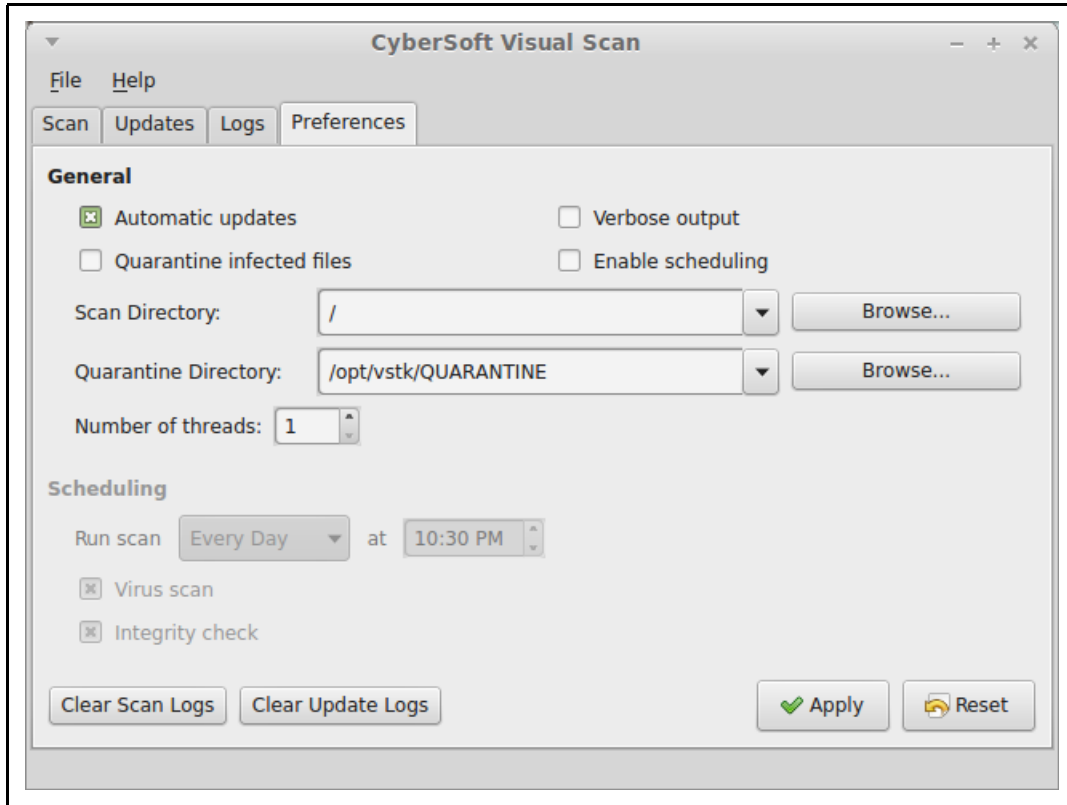 CyberSoft Visual Scan
File Help
Scan Updates Logs Preferences
General
Automatic updates
Verbose output
Quarantine infected files
Enable scheduling
Scan Directory: / Browse...
Quarantine Directory: /opt/vstk/QUARANTINE Browse...
Number of threads: 1
Scheduling
Run scan Every Day at 10:30 PM
Virus scan
Integrity check
Clear Scan Logs Clear Update Logs Apply Reset